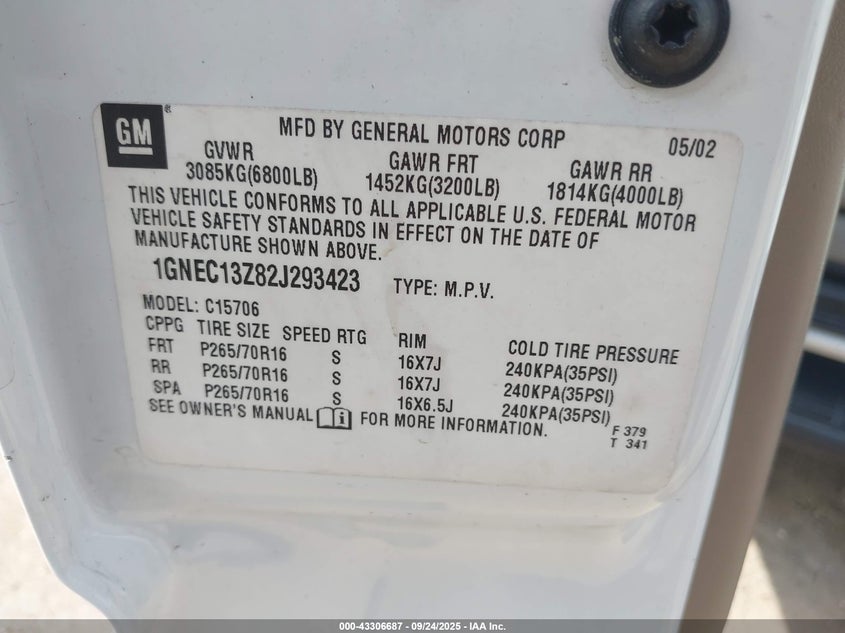 GM ®
MFD BY GENERAL MOTORS CORP 05/02
GVWR GAWR FRT GAWR RR
3085KG(6800LB) 1452KG(3200LB) 1814KG(4000LB)
THIS VEHICLE CONFORMS TO ALL APPLICABLE U.S. FEDERAL MOTOR
VEHICLE SAFETY STANDARDS IN EFFECT ON THE DATE OF
MANUFACTURE SHOWN ABOVE.
1GNEC13Z82J293423 TYPE: M.P.V.
MODEL: C15706
CPPG TIRE SIZE SPEED RTG RIM COLD TIRE PRESSURE
FRT P265/70R16 S 16X7J 240KPA(35PSI)
RR P265/70R16 S 16X7J 240KPA(35PSI)
SPA P265/70R16 S 16X6.5J 240KPA(35PSI)
SEE OWNER'S MANUAL i FOR MORE INFORMATION.
F 379
T 341
000-43306687 - 09/24/2025 - IAA Inc.